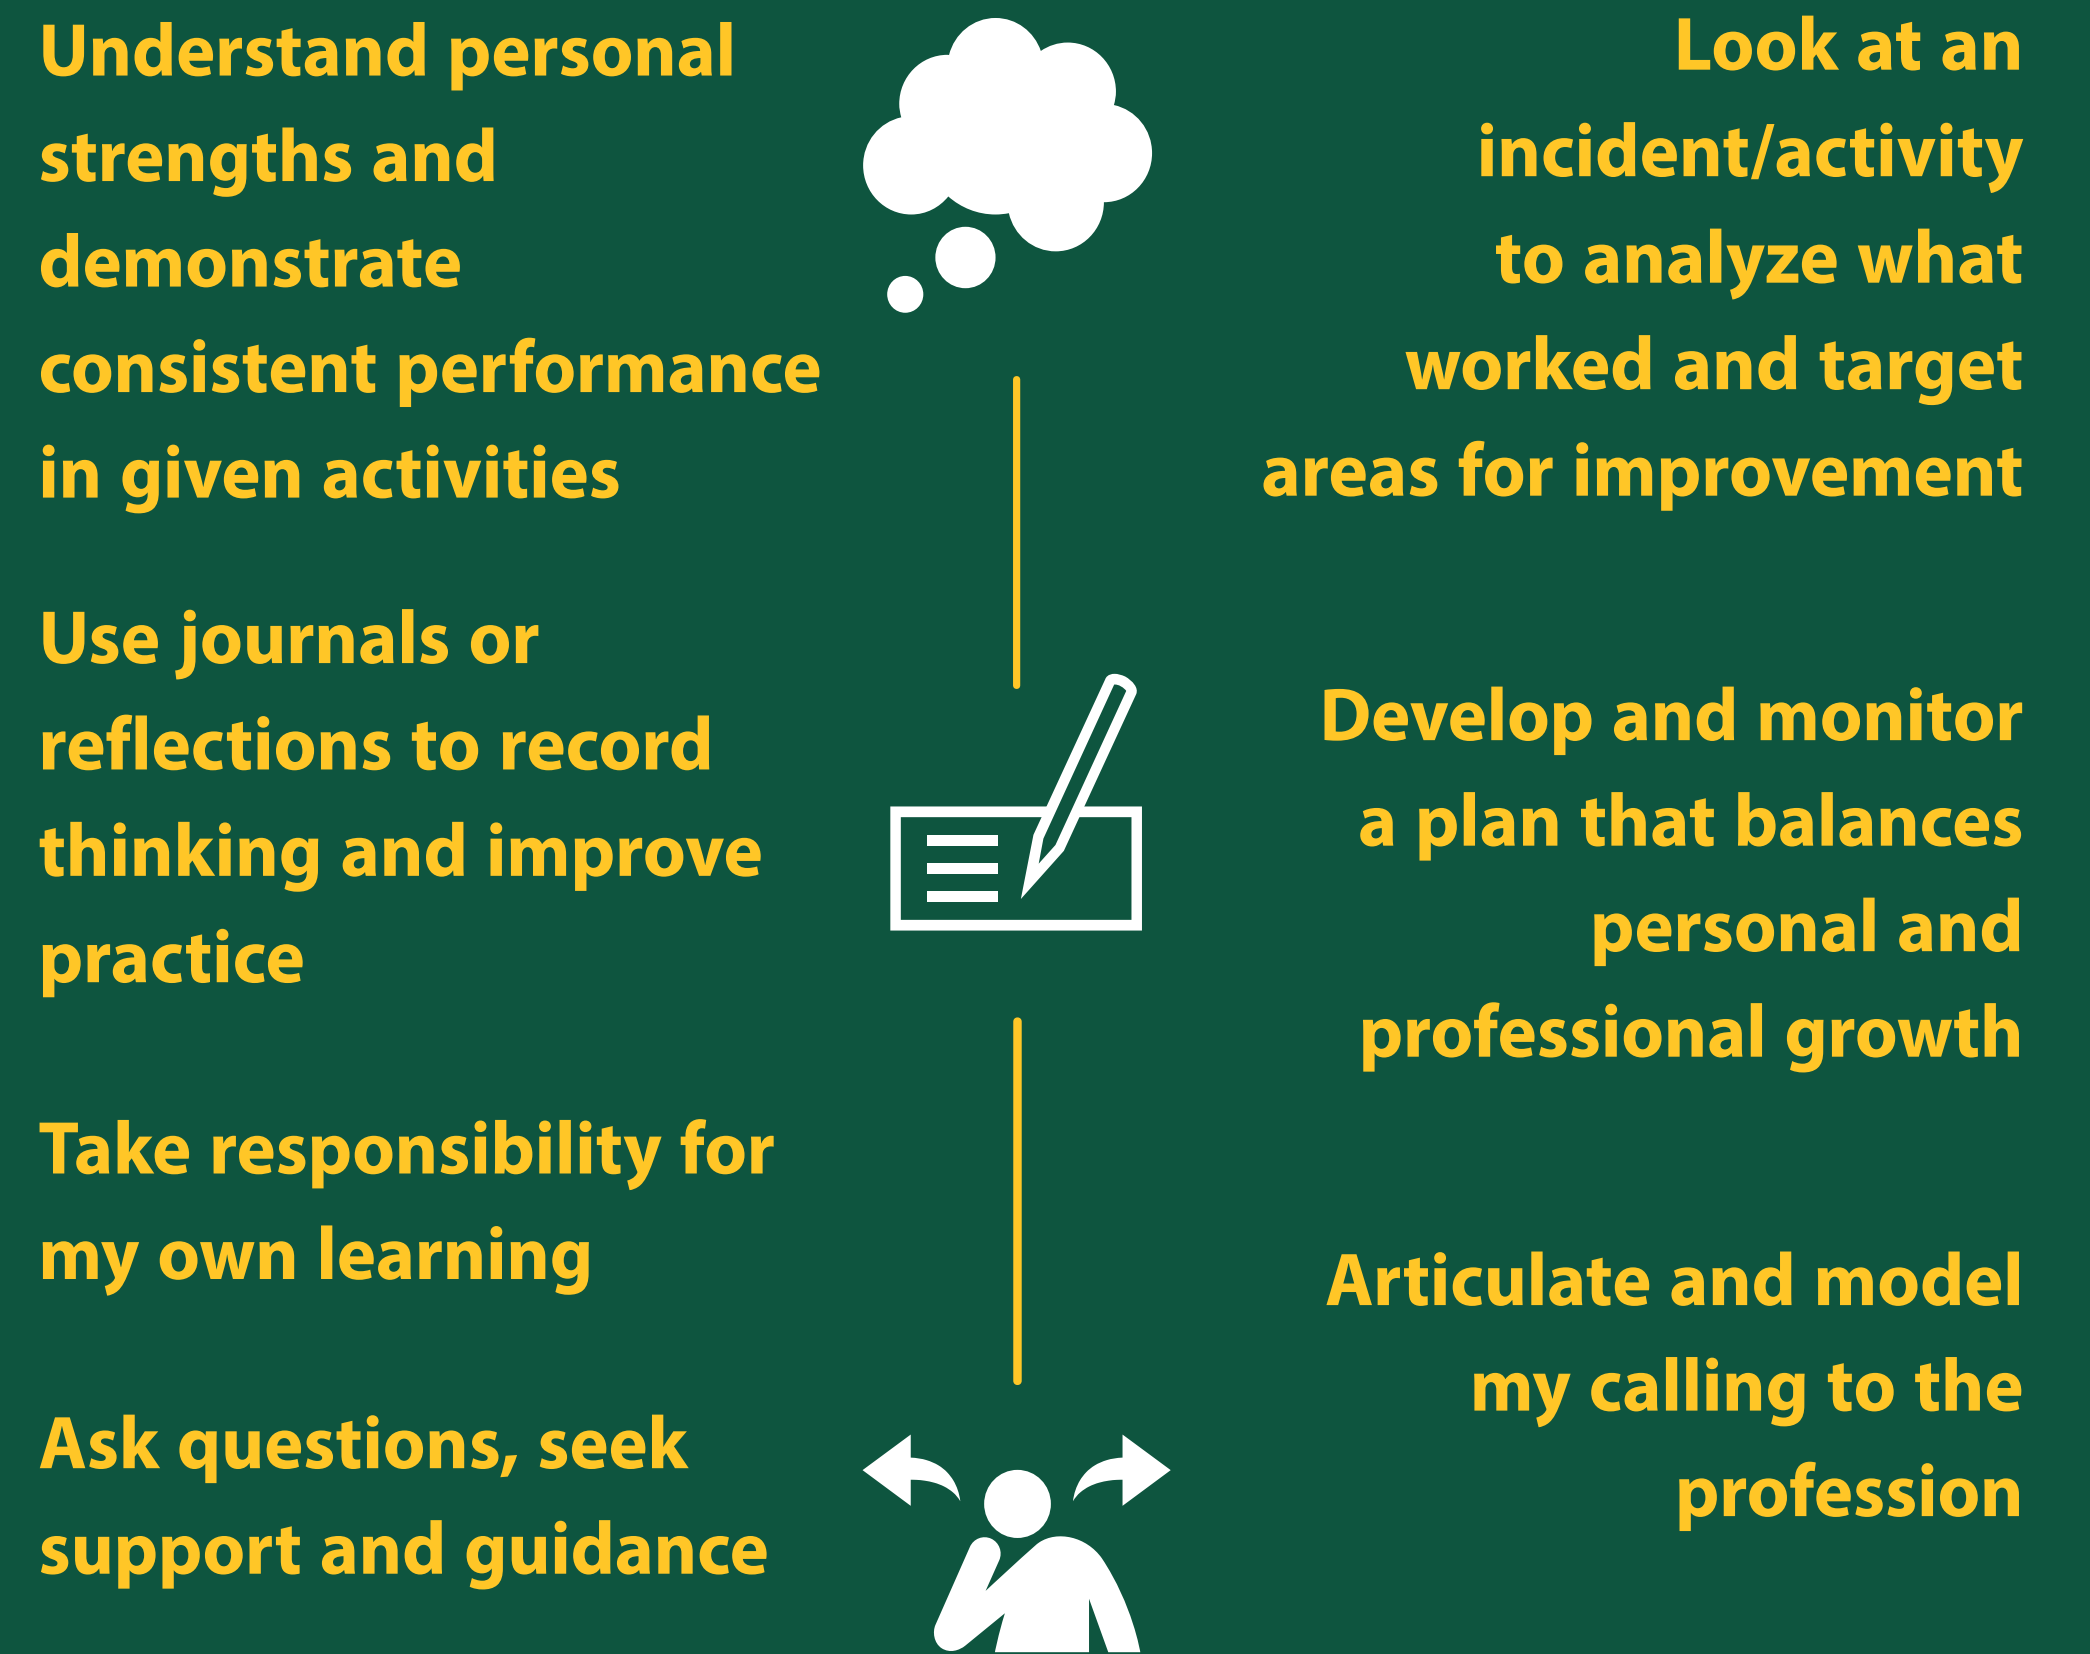 Understand personal
strengths and
demonstrate
consistent performance
in given activities
Use journals or
reflections to record
thinking and improve
practice
Take responsibility for
my own learning
Ask questions, seek
support and guidance
Look at an
incident/activity
to analyze what
worked and target
areas for improvement
Develop and monitor
a plan that balances
personal and
professional growth
Articulate and model
my calling to the
profession